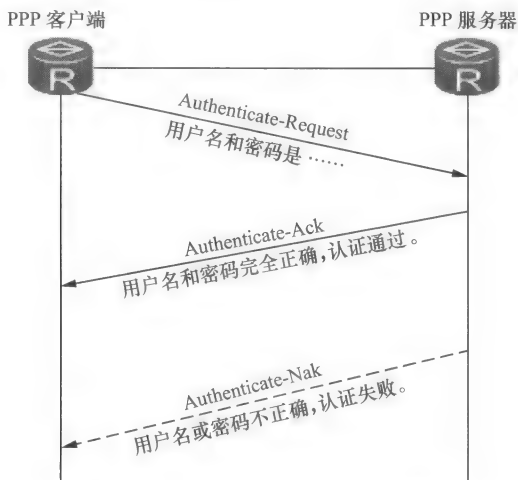 PPP 客户端
PPP 服务器
R
R
Authenticate-Request
用户名和密码是 ……
Authenticate-Ack
用户名和密码完全正确,认证通过。
Authenticate-Nak
用户名或密码不正确,认证失败。